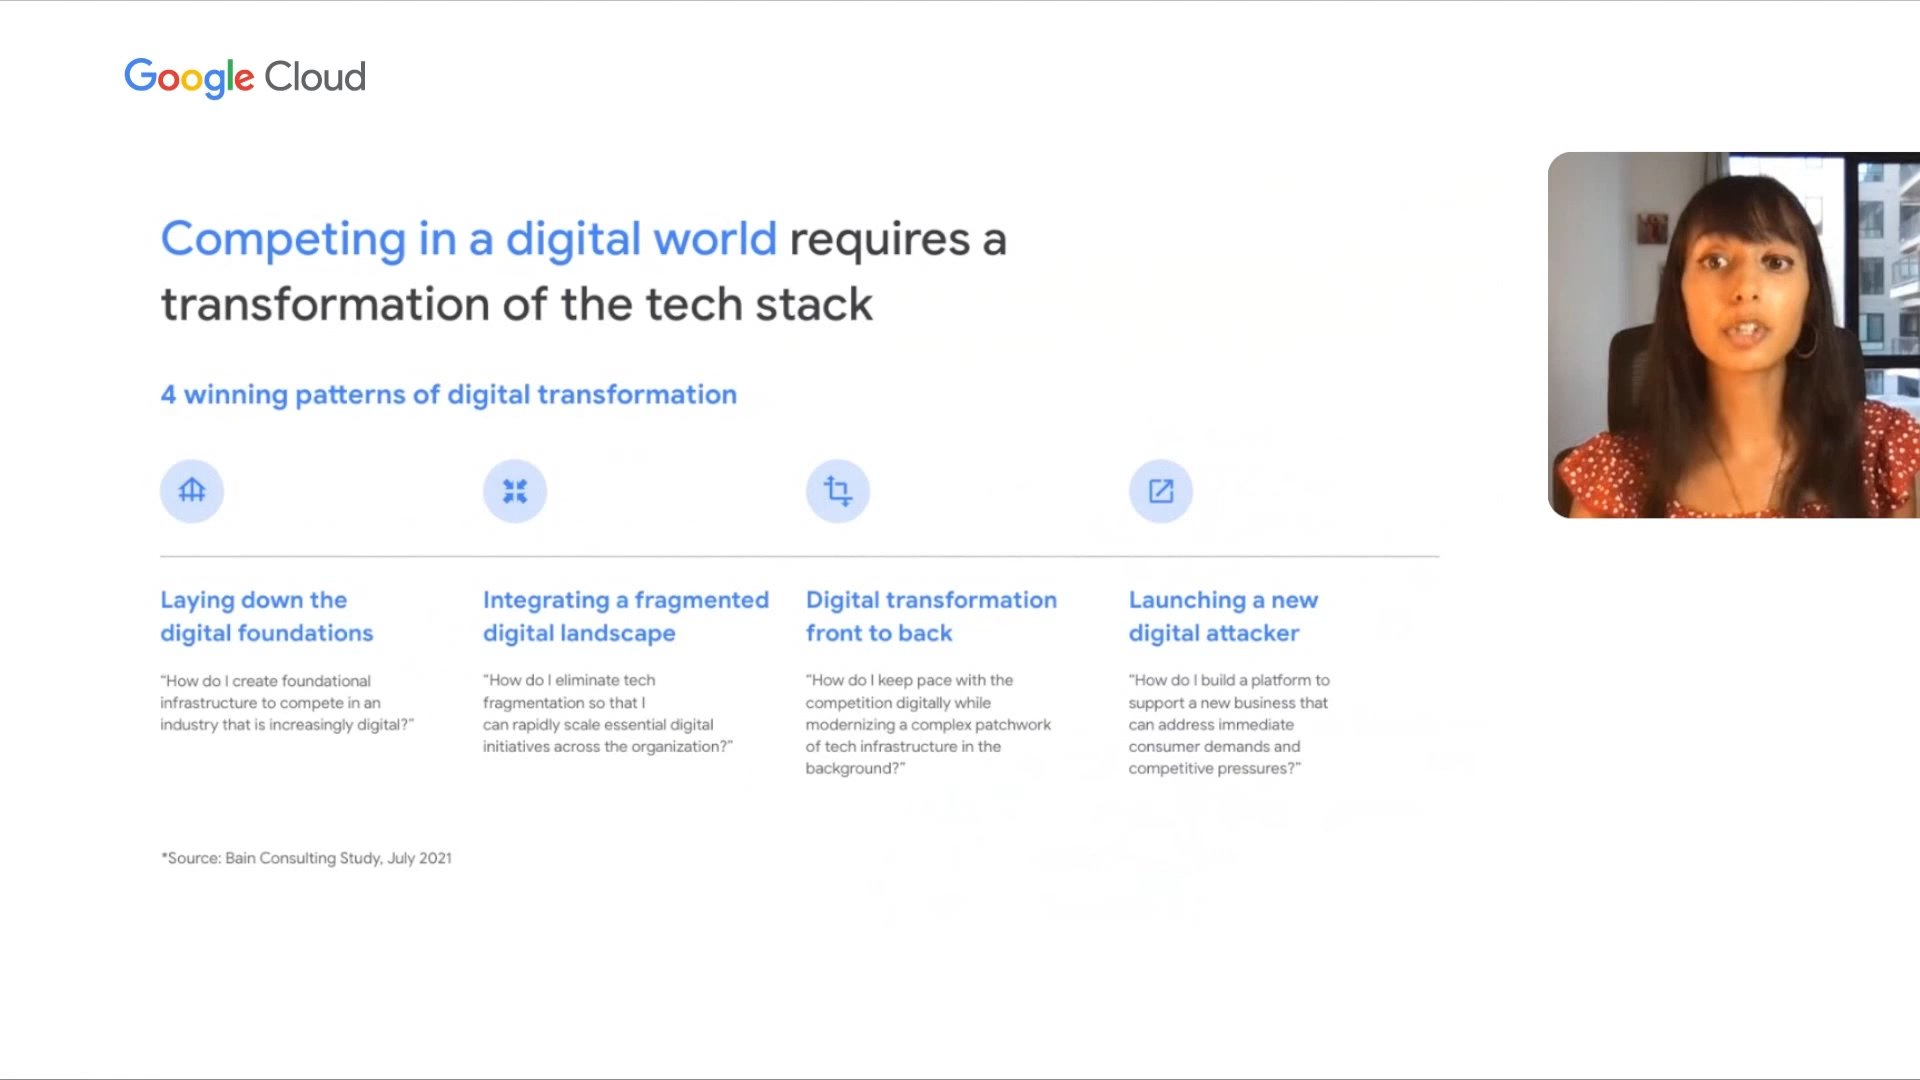 Google Cloud
Competing in a digital world requires a
transformation of the tech stack
4 winning patterns of digital transformation
Laying down the
digital foundations
"How do I create foundational
infrastructure to compete in an
industry that is increasingly digital?"
Integrating a fragmented
digital landscape
"How do I eliminate tech
fragmentation so that I
can rapidly scale essential digital
initiatives across the organization?"
Digital transformation
front to back
"How do I keep pace with the
competition digitally while
modernizing a complex patchwork
of tech infrastructure in the
background?"
Launching a new
digital attacker
"How do I build a platform to
support a new business that
can address immediate
consumer demands and
competitive pressures?"
*Source: Bain Consulting Study, July 2021